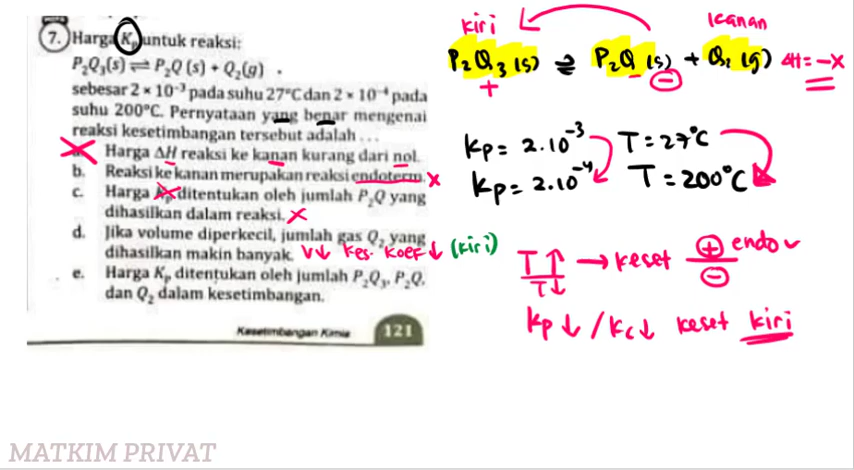 7. Harga Kp untuk reaksi:
P₂Q₃(s) ⇌ P₂Q (s) + Q₂(g) .
sebesar 2 × 10⁻³ pada suhu 27°C dan 2 × 10⁻⁴ pada
suhu 200°C. Pernyataan yang benar mengenai
reaksi kesetimbangan tersebut adalah . . .
Harga ΔH reaksi ke kanan kurang dari nol.
b. Reaksi ke kanan merupakan reaksi endoterm. X
c. Harga Kp ditentukan oleh jumlah P₂Q yang
dihasilkan dalam reaksi. X
d. Jika volume diperkecil, jumlah gas Q₂ yang
dihasilkan makin banyak. V↓ Kes. Koef ↓ (kiri)
e. Harga Kp ditentukan oleh jumlah P₂Q₃, P₂Q,
dan Q₂ dalam kesetimbangan.
Kesetimbangan Kimia 121
kiri kanan
P₂Q₃ (s) ⇌ P₂Q (s) + Q₂ (g) ΔH = -X
+ -
Kp = 2.10⁻³ T = 27°C
Kp = 2.10⁻⁴ T = 200°C
T↑ → keset + endo
T↓ -
Kp ↓ / Kc ↓ keset kiri
MATKIM PRIVAT